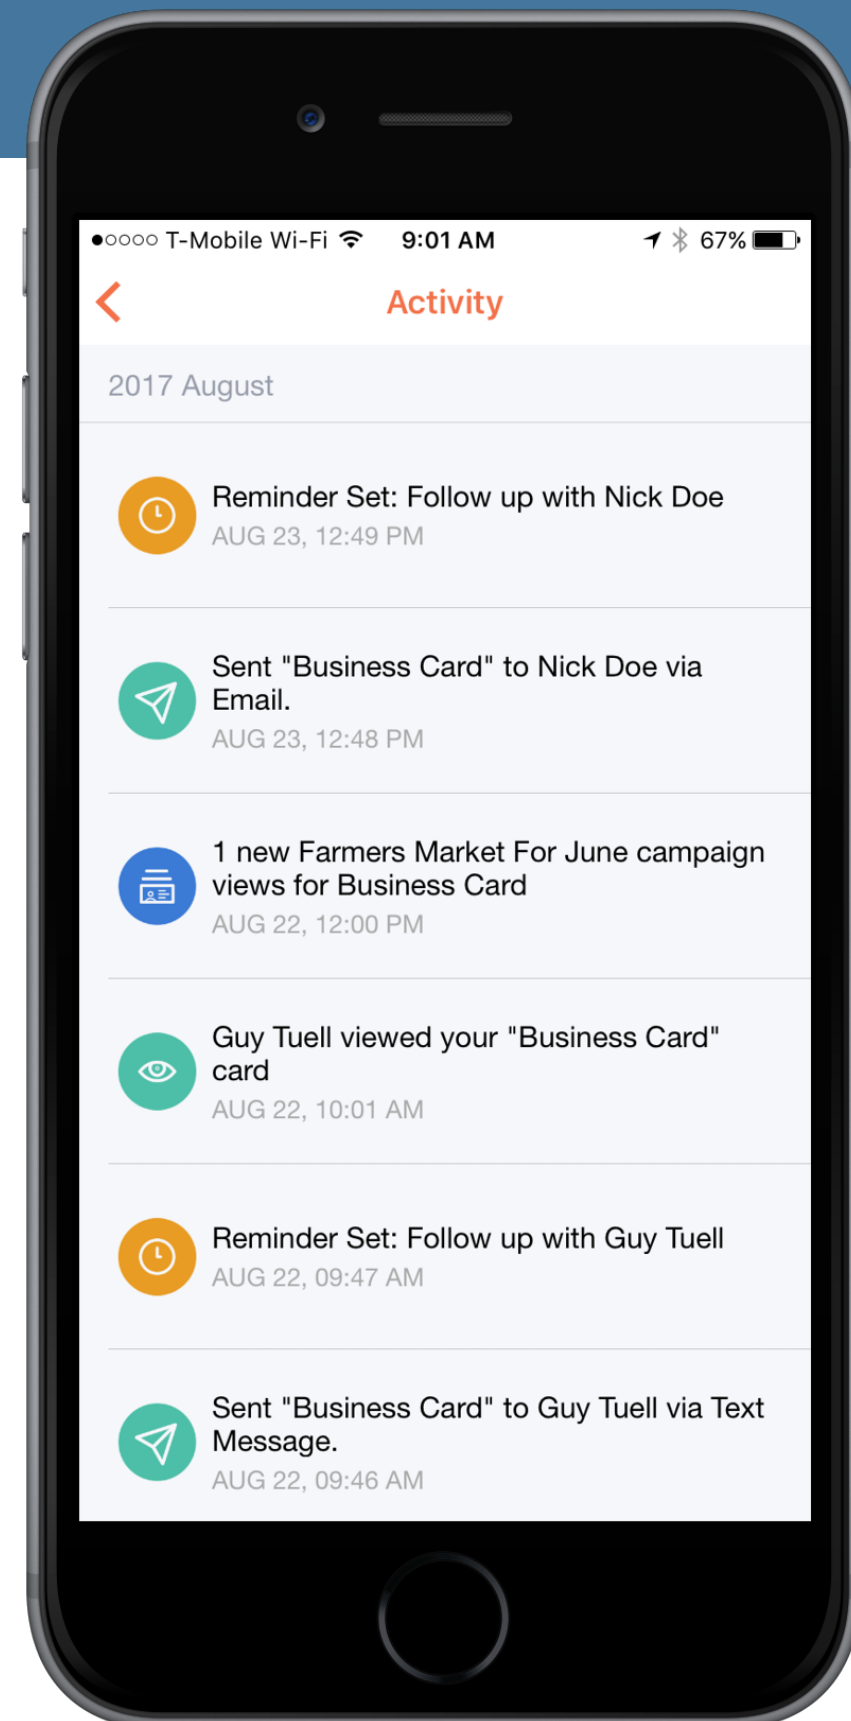 T-Mobile Wi-Fi 9:01 AM 67%
Activity
2017 August
Reminder Set: Follow up with Nick Doe
AUG 23, 12:49 PM
Sent "Business Card" to Nick Doe via
Email.
AUG 23, 12:48 PM
1 new Farmers Market For June campaign
views for Business Card
AUG 22, 12:00 PM
Guy Tuell viewed your "Business Card"
card
AUG 22, 10:01 AM
Reminder Set: Follow up with Guy Tuell
AUG 22, 09:47 AM
Sent "Business Card" to Guy Tuell via Text
Message.
AUG 22, 09:46 AM